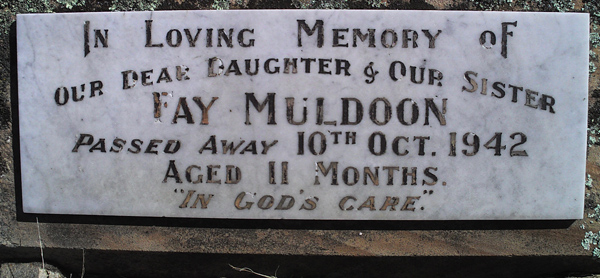 IN LOVING MEMORY OF
OUR DEAR DAUGHTER & OUR SISTER
FAY MULDOON
PASSED AWAY 10TH OCT. 1942
AGED 11 MONTHS.
"IN GOD'S CARE."